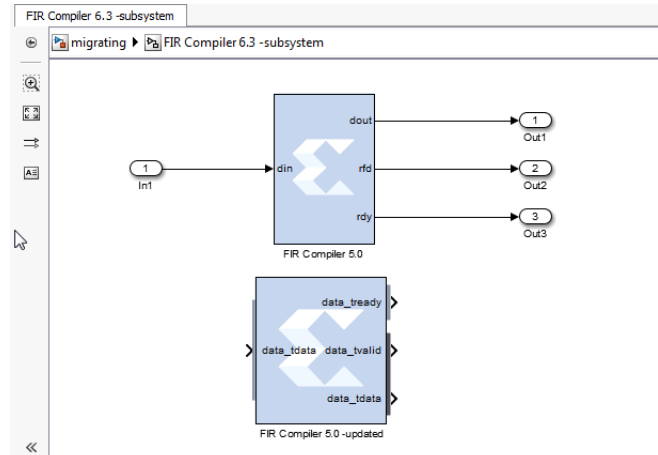 FIR Compiler 6.3 -subsystem
migrating FIR Compiler 6.3 -subsystem
dout
1
Out1
1
In1
din
rfd
2
Out2
rdy
3
Out3
FIR Compiler 5.0
data_tready
data_tdata data_tvalid
data_tdata
FIR Compiler 5.0 -updated